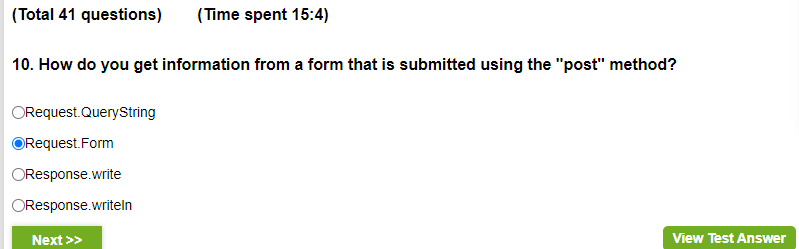 (Total 41 questions) (Time spent 15:4)
10. How do you get information from a form that is submitted using the "post" method?
Request.QueryString
Request.Form
Response.write
Response.writeln
Next >> View Test Answer